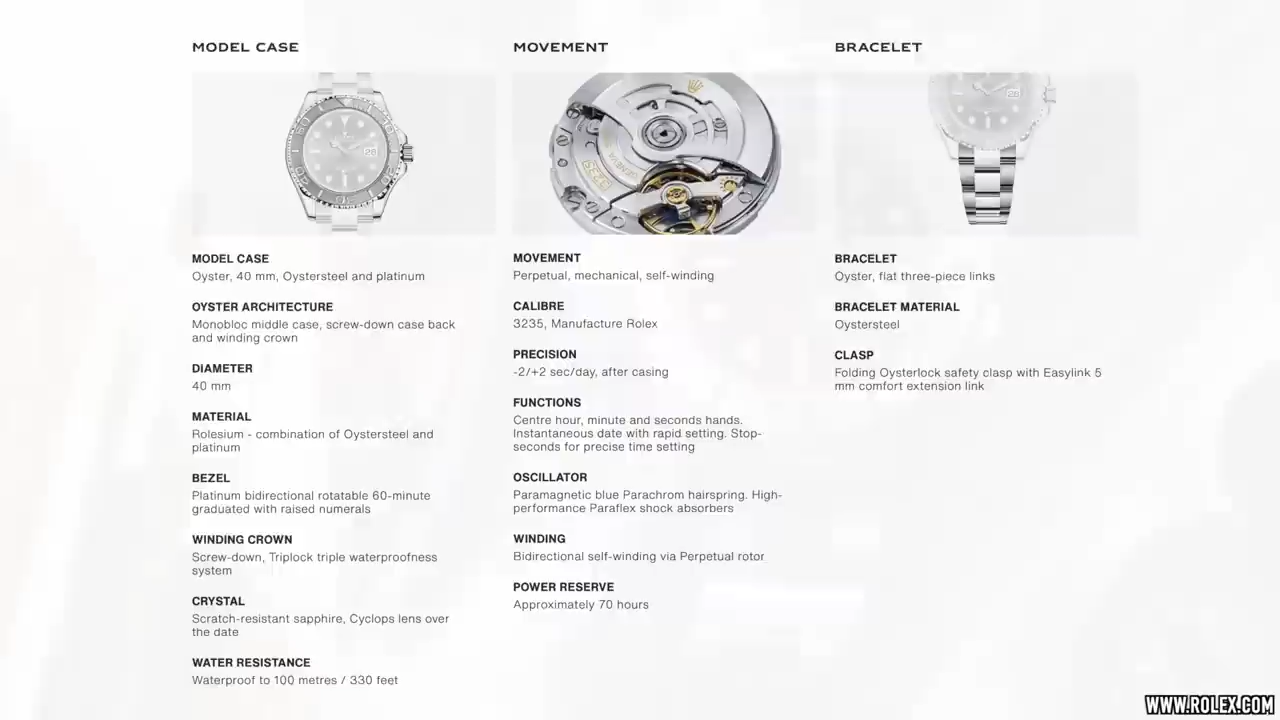 MODEL CASE
MOVEMENT
BRACELET
28
3235
28
MODEL CASE
Oyster, 40 mm, Oystersteel and platinum
OYSTER ARCHITECTURE
Monobloc middle case, screw-down case back
and winding crown
DIAMETER
40 mm
MATERIAL
Rolesium - combination of Oystersteel and
platinum
BEZEL
Platinum bidirectional rotatable 60-minute
graduated with raised numerals
WINDING CROWN
Screw-down, Triplock triple waterproofness
system
CRYSTAL
Scratch-resistant sapphire, Cyclops lens over
the date
WATER RESISTANCE
Waterproof to 100 metres / 330 feet
MOVEMENT
Perpetual, mechanical, self-winding
CALIBRE
3235, Manufacture Rolex
PRECISION
-2/+2 sec/day, after casing
FUNCTIONS
Centre hour, minute and seconds hands.
Instantaneous date with rapid setting. Stop-
seconds for precise time setting
OSCILLATOR
Paramagnetic blue Parachrom hairspring. High-
performance Paraflex shock absorbers
WINDING
Bidirectional self-winding via Perpetual rotor
POWER RESERVE
Approximately 70 hours
BRACELET
Oyster, flat three-piece links
BRACELET MATERIAL
Oystersteel
CLASP
Folding Oysterlock safety clasp with Easylink 5
mm comfort extension link
WWW.ROLEX.COM